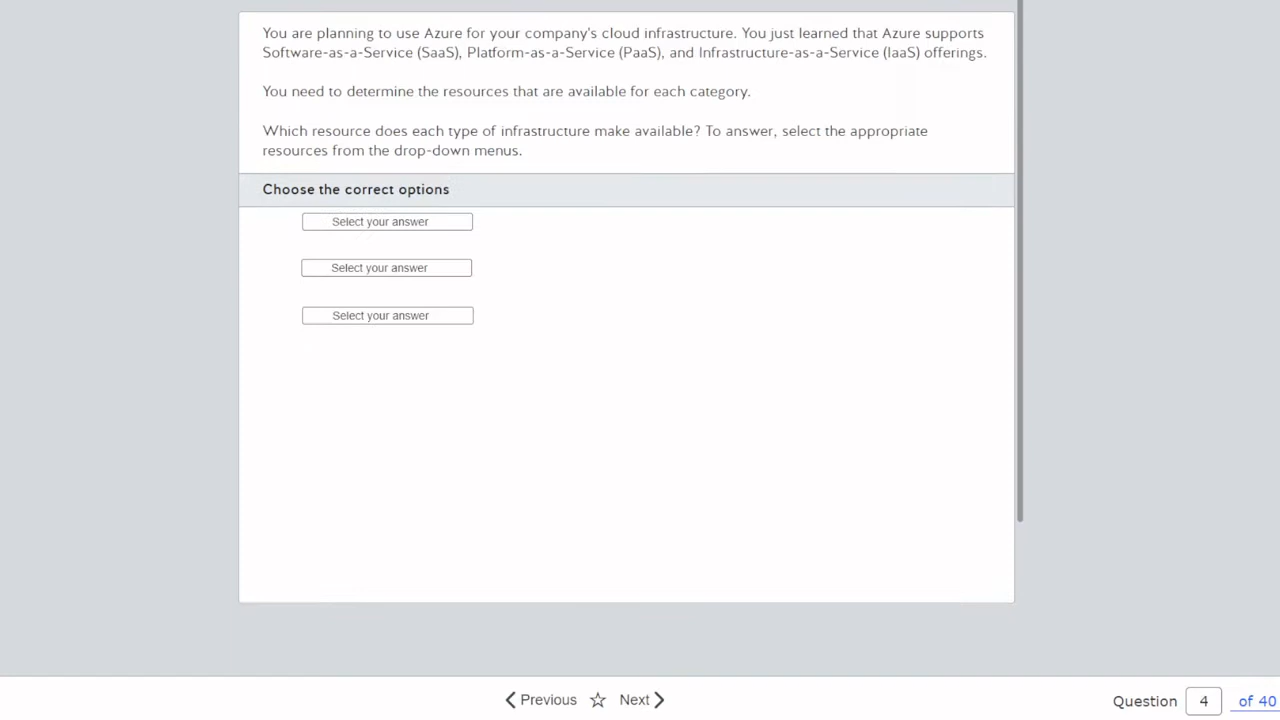 You are planning to use Azure for your company's cloud infrastructure. You just learned that Azure supports
Software-as-a-Service (SaaS), Platform-as-a-Service (PaaS), and Infrastructure-as-a-Service (IaaS) offerings.
You need to determine the resources that are available for each category.
Which resource does each type of infrastructure make available? To answer, select the appropriate
resources from the drop-down menus.
Choose the correct options
Select your answer
Select your answer
Select your answer
Previous Next Question 4 of 40